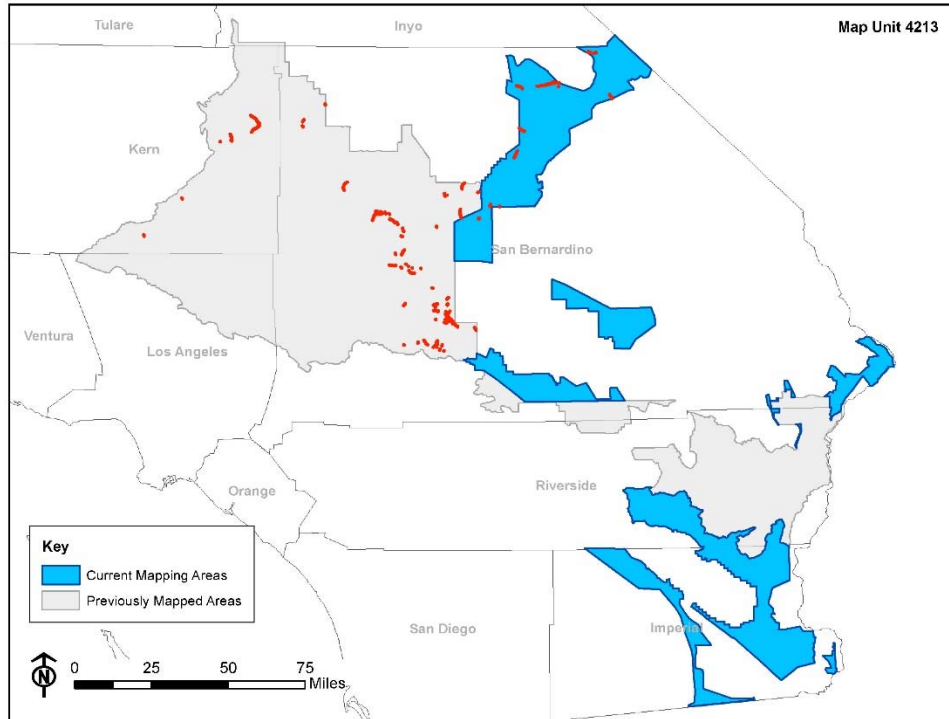 Tulare
Inyo
Map Unit 4213
Kern
San Bernardino
Ventura
Los Angeles
Orange
Riverside
Key
Current Mapping Areas
Previously Mapped Areas
San Diego
Imperial
N
0 25 50 75
Miles